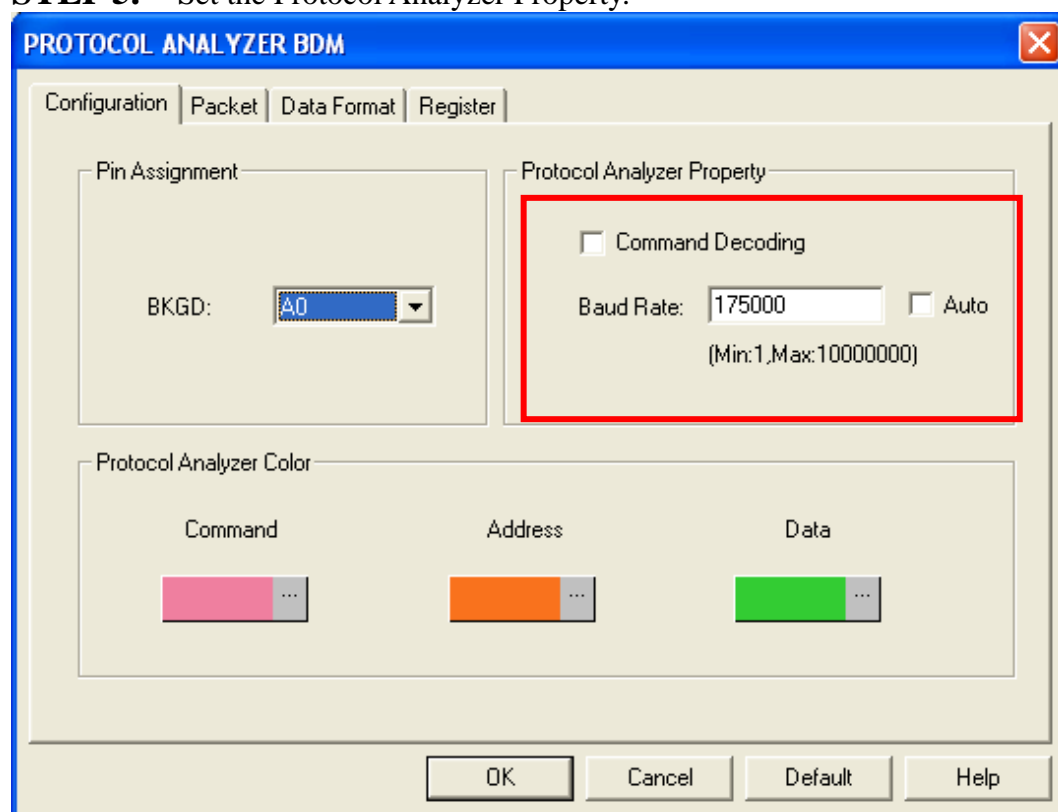 STEP 3. Set the Protocol Analyzer Property.
PROTOCOL ANALYZER BDM
Configuration Packet Data Format Register
Pin Assignment
BKGD: A0
Protocol Analyzer Property
Command Decoding
Baud Rate: 175000 Auto
(Min:1,Max:10000000)
Protocol Analyzer Color
Command Address Data
... ... ...
OK Cancel Default Help